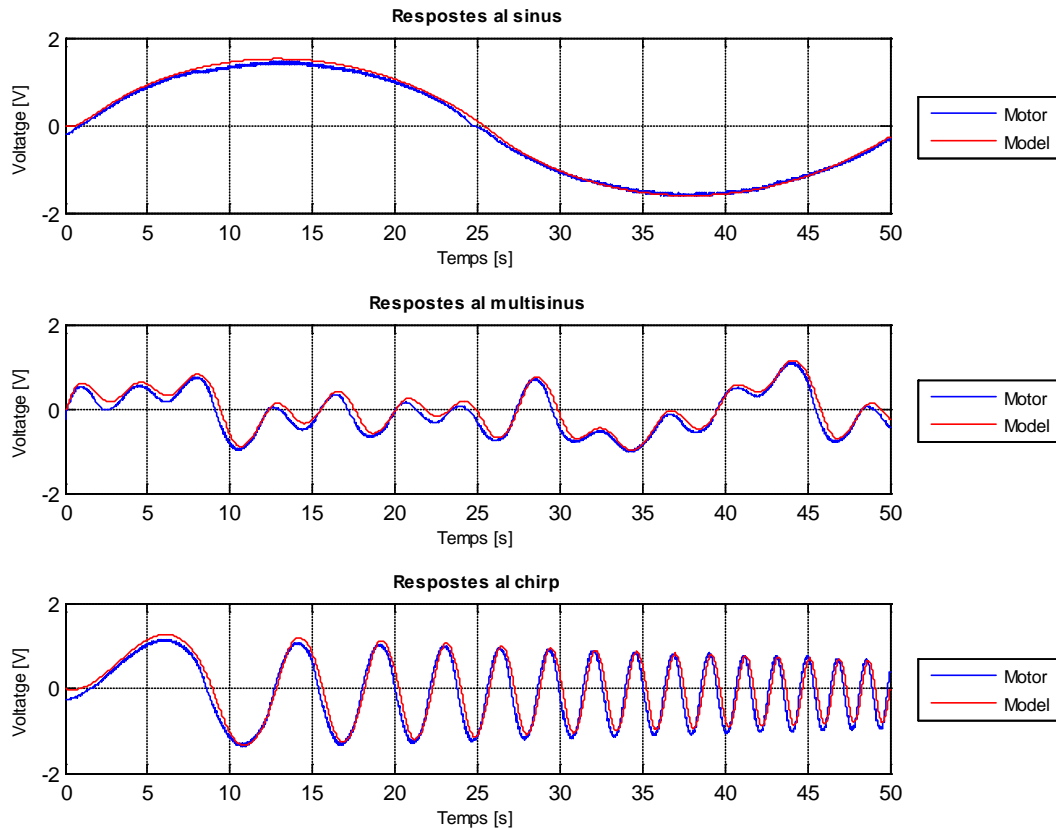 Respostes al sinus
2
0
-2
Voltatge [V]
0 5 10 15 20 25 30 35 40 45 50
Temps [s]
Motor
Model
Respostes al multisinus
2
0
-2
Voltatge [V]
0 5 10 15 20 25 30 35 40 45 50
Temps [s]
Motor
Model
Respostes al chirp
2
0
-2
Voltatge [V]
0 5 10 15 20 25 30 35 40 45 50
Temps [s]
Motor
Model